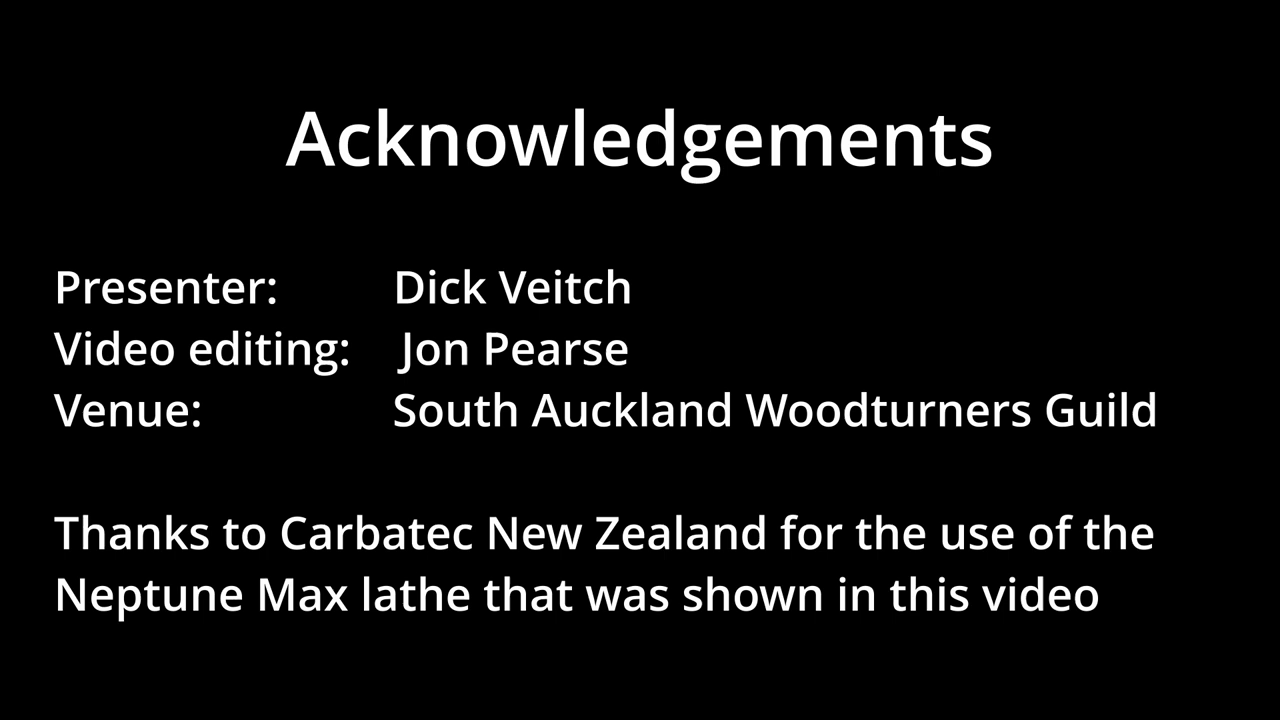 Acknowledgements
Presenter: Dick Veitch
Video editing: Jon Pearse
Venue: South Auckland Woodturners Guild
Thanks to Carbatec New Zealand for the use of the
Neptune Max lathe that was shown in this video